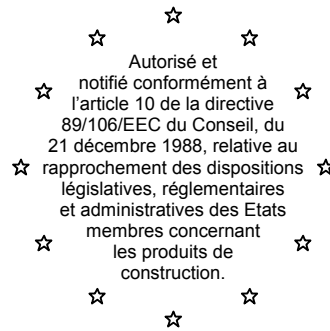 Autorisé et
notifié conformément à
l’article 10 de la directive
89/106/EEC du Conseil, du
21 décembre 1988, relative au
rapprochement des dispositions
législatives, réglementaires
et administratives des Etats
membres concernant
les produits de
construction.